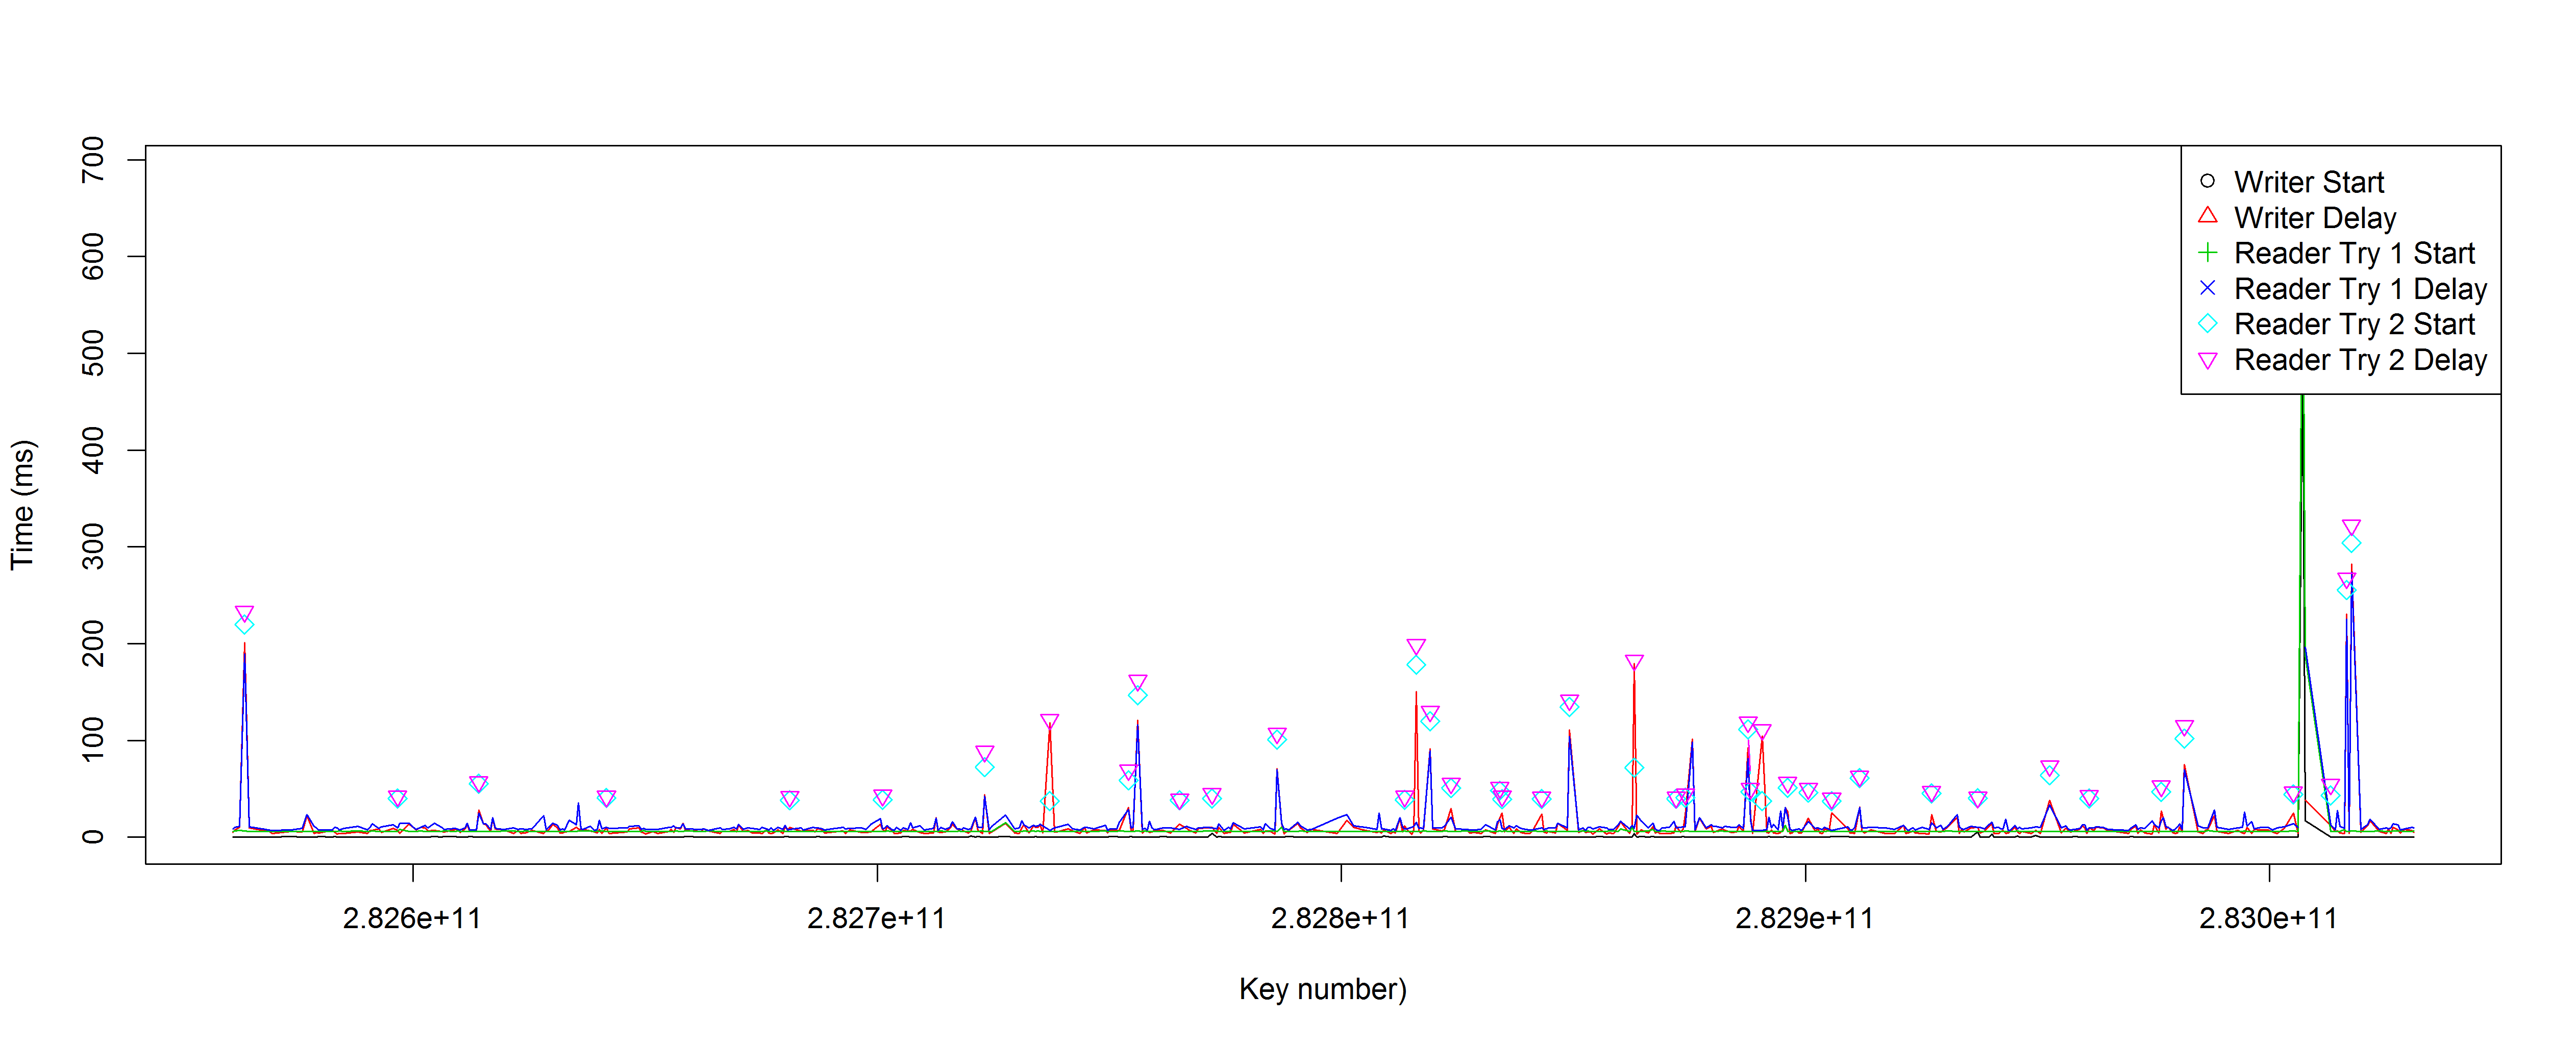 700
600
500
400
300
200
100
0
Time (ms)
Writer Start
Writer Delay
Reader Try 1 Start
Reader Try 1 Delay
Reader Try 2 Start
Reader Try 2 Delay
2.826e+11 2.827e+11 2.828e+11 2.829e+11 2.830e+11
Key number)